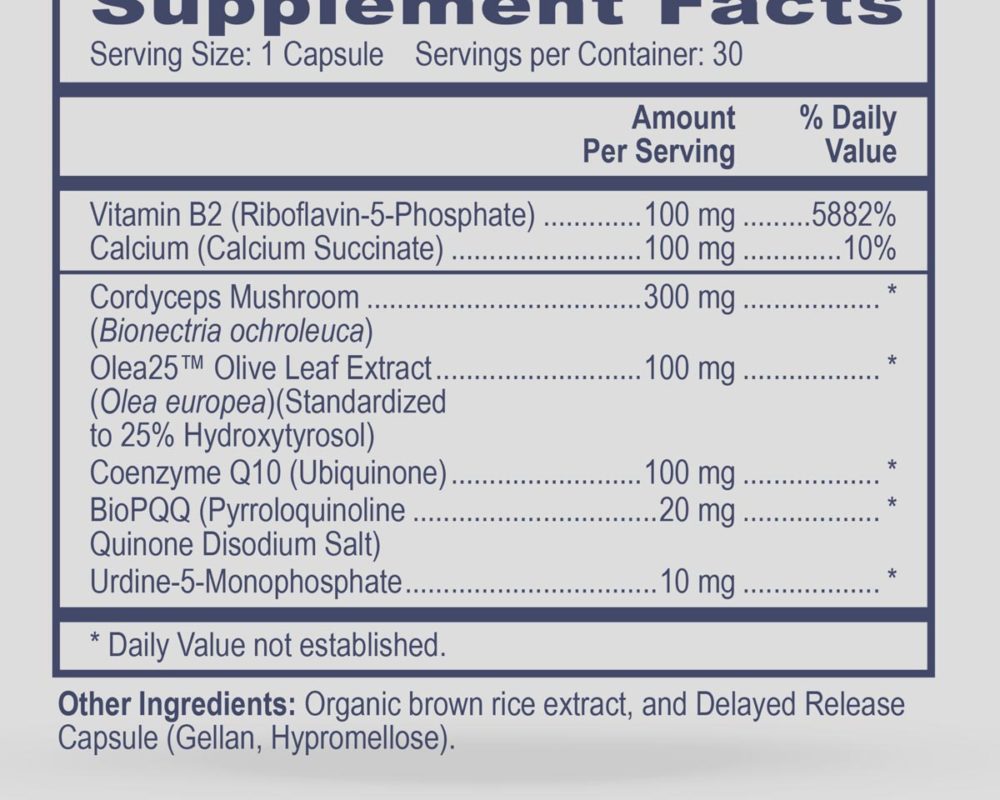 Supplement Facts
Serving Size: 1 Capsule Servings per Container: 30
Amount Per Serving % Daily Value
Vitamin B2 (Riboflavin-5-Phosphate) ............. 100 mg ......... 5882%
Calcium (Calcium Succinate) ......................... 100 mg ............. 10%
Cordyceps Mushroom .................................... 300 mg .................. *
(Bionectria ochroleuca)
Olea25™ Olive Leaf Extract ........................... 100 mg .................. *
(Olea europea)(Standardized
to 25% Hydroxytyrosol)
Coenzyme Q10 (Ubiquinone) ......................... 100 mg .................. *
BioPQQ (Pyrroloquinoline ................................ 20 mg .................. *
Quinone Disodium Salt)
Urdine-5-Monophosphate ................................. 10 mg .................. *
* Daily Value not established.
Other Ingredients: Organic brown rice extract, and Delayed Release
Capsule (Gellan, Hypromellose).